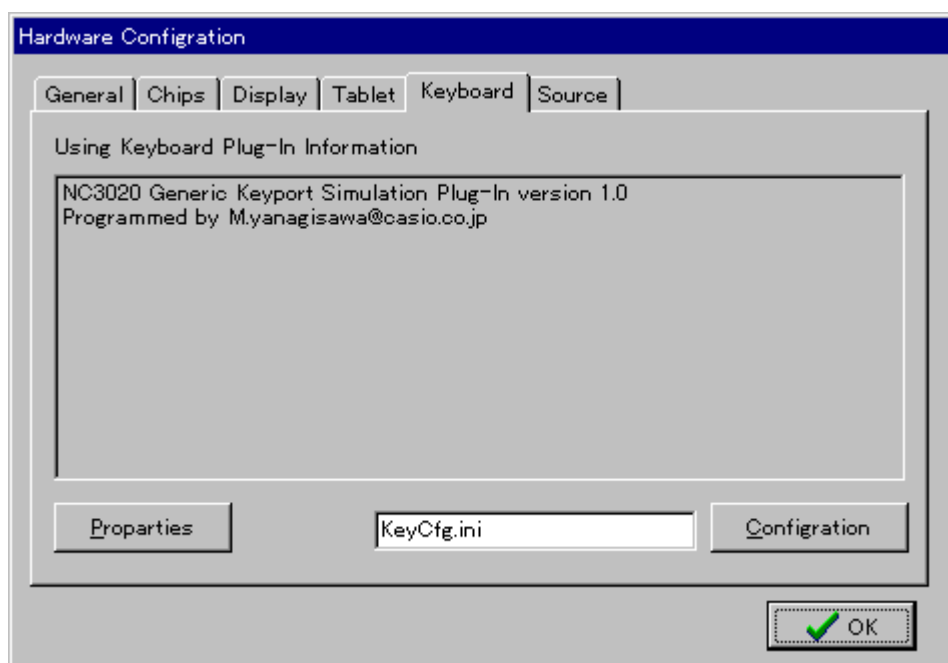 Hardware Configration
General Chips Display Tablet Keyboard Source
Using Keyboard Plug-In Information
NC3020 Generic Keyport Simulation Plug-In version 1.0
Programmed by M.yanagisawa@casio.co.jp
Proparties KeyCfg.ini Configration
OK